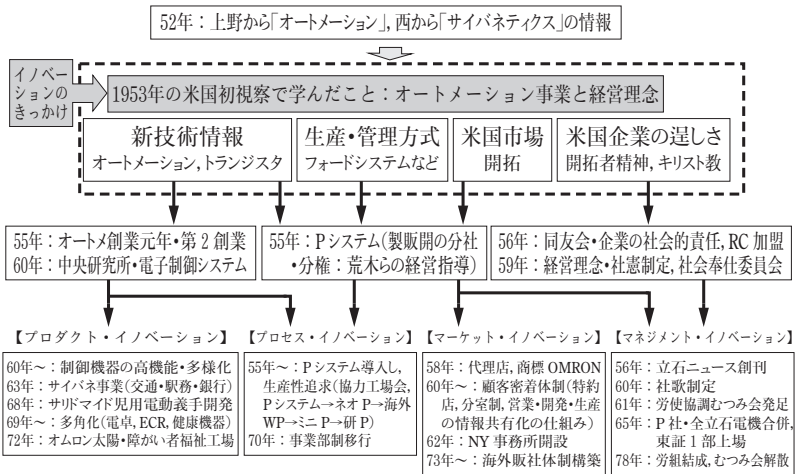 52年：上野から「オートメーション」，西から「サイバネティクス」の情報
イノベー
ションの
きっかけ
1953年の米国初視察で学んだこと：オートメーション事業と経営理念
新技術情報
オートメーション，トランジスタ
生産・管理方式
フォードシステムなど
米国市場
開拓
米国企業の逞しさ
開拓者精神，キリスト教
55年：オートメ創業元年・第2創業
60年：中央研究所・電子制御システム
55年：Pシステム（製販開の分社
・分権：荒木らの経営指導）
56年：同友会・企業の社会的責任，RC加盟
59年：経営理念・社憲制定，社会奉仕委員会
【プロダクト・イノベーション】
60年～：制御機器の高機能・多様化
63年：サイバネ事業（交通・駅務・銀行）
68年：サリドマイド児用電動義手開発
69年～：多角化（電卓，ECR，健康機器）
72年：オムロン太陽・障がい者福祉工場
【プロセス・イノベーション】
55年～：Pシステム導入し，
生産性追求（協力工場会，
Pシステム→ネオP→海外
WP→ミニP→研P）
70年：事業部制移行
【マーケット・イノベーション】
58年：代理店，商標OMRON
60年～：顧客密着体制（特約
店，分室制，営業・開発・生産
の情報共有化の仕組み）
62年：NY事務所開設
73年～：海外販社体制構築
【マネジメント・イノベーション】
56年：立石ニュース創刊
60年：社歌制定
61年：労使協調むつみ会発足
65年：P社・全立石電機合併，
東証1部上場
78年：労組結成，むつみ会解散